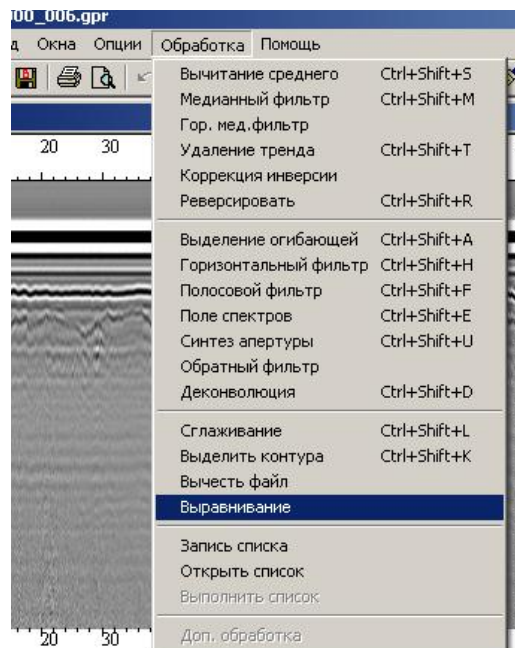 00_006.gpr
д Окна Опции Обработка Помощь
20 30
Вычитание среднего Ctrl+Shift+S
Медианный фильтр Ctrl+Shift+M
Гор. мед.фильтр
Удаление тренда Ctrl+Shift+T
Коррекция инверсии
Реверсировать Ctrl+Shift+R
Выделение огибающей Ctrl+Shift+A
Горизонтальный фильтр Ctrl+Shift+H
Полосовой фильтр Ctrl+Shift+F
Поле спектров Ctrl+Shift+E
Синтез апертуры Ctrl+Shift+U
Обратный фильтр
Деконволюция Ctrl+Shift+D
Сглаживание Ctrl+Shift+L
Выделить контура Ctrl+Shift+K
Вычесть файл
Выравнивание
Запись списка
Открыть список
Выполнить список
Доп. обработка
20 30